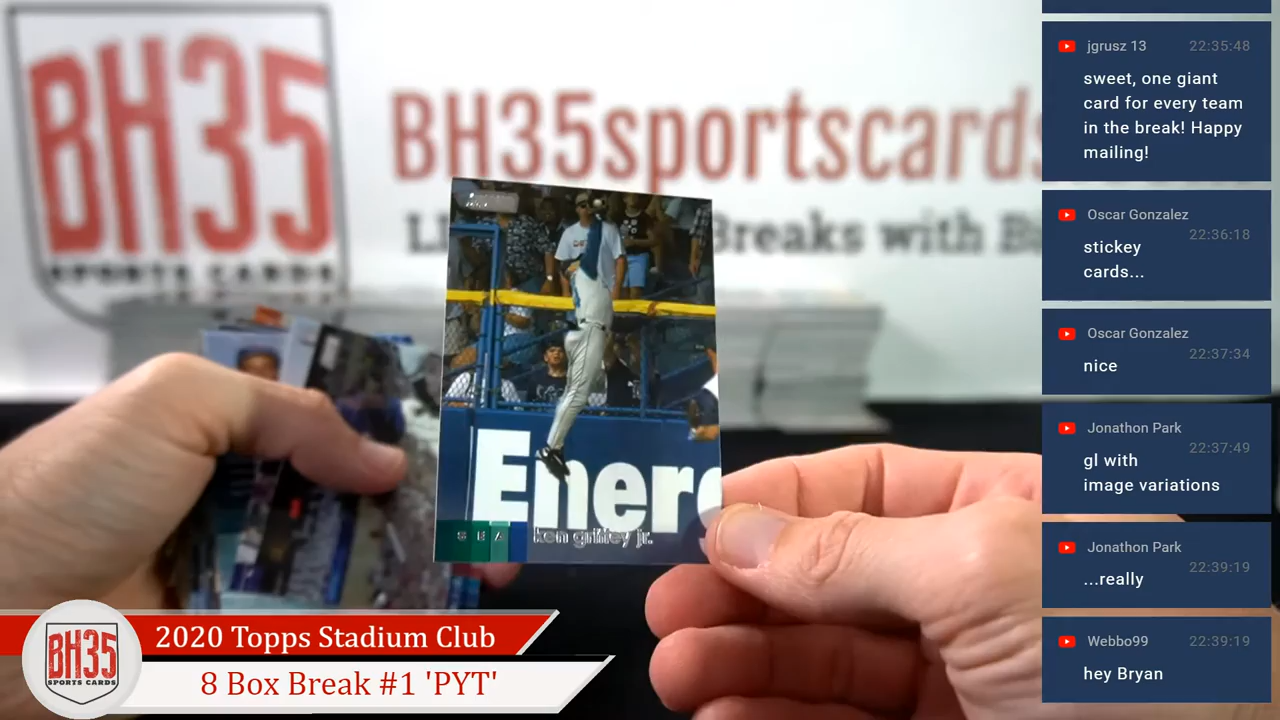 BH35
SPORTS CARDS
BH35sportscards
Breaks with
Ener
SEA ken griffey jr.
BH35
SPORTS CARDS
2020 Topps Stadium Club
8 Box Break #1 'PYT'
jgrusz 13 22:35:48
sweet, one giant
card for every team
in the break! Happy
mailing!
Oscar Gonzalez
22:36:18
stickey
cards...
Oscar Gonzalez
22:37:34
nice
Jonathon Park
22:37:49
gl with
image variations
Jonathon Park
22:39:19
...really
Webbo99 22:39:19
hey Bryan